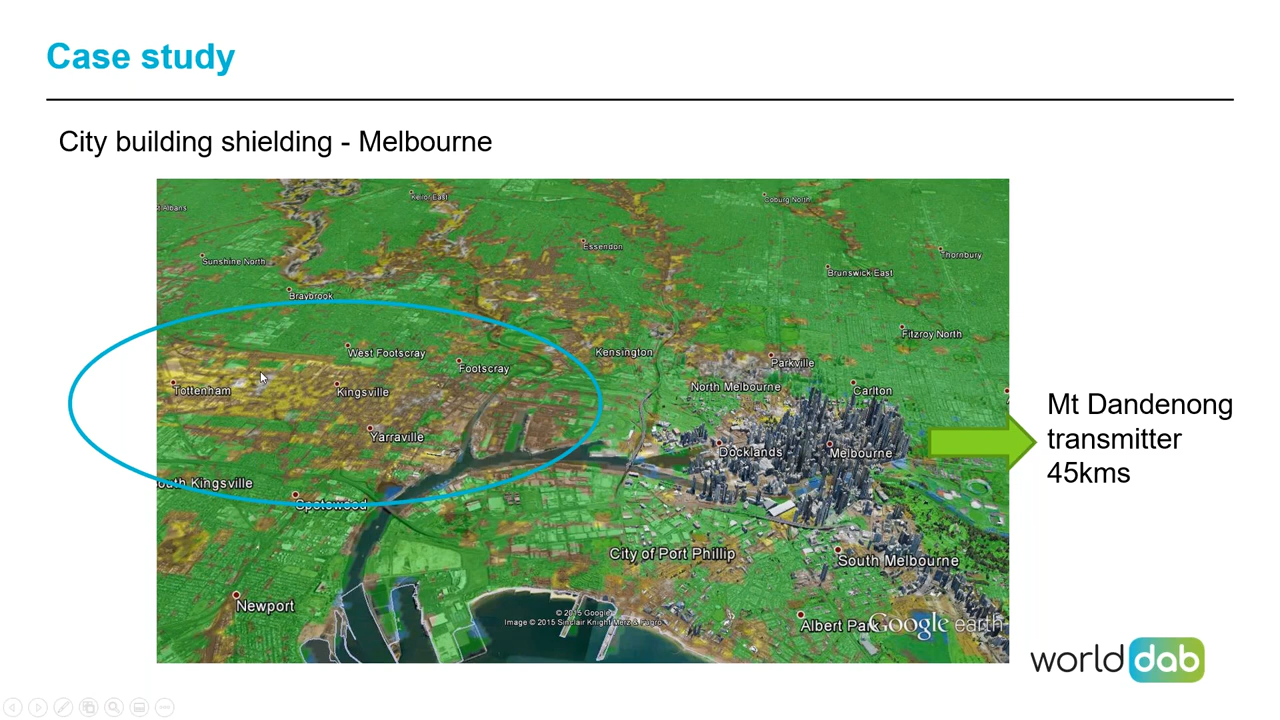 Case study
City building shielding - Melbourne
Keilor East
Coburg North
Essendon
Thornbury
Sunshine North
Brunswick East
Braybrook
Fitzroy North
West Footscray
Kensington
Footscray
Parkville
Tottenham
Kingsville
North Melbourne
Carlton
Mt Dandenong
transmitter
45kms
Yarraville
Docklands
Melbourne
South Kingsville
Spotswood
City of Port Phillip
South Melbourne
Newport
© 2015 Google
Image © 2015 Sinclair Knight Merz & Fugro
Albert Park
Google earth
world dab